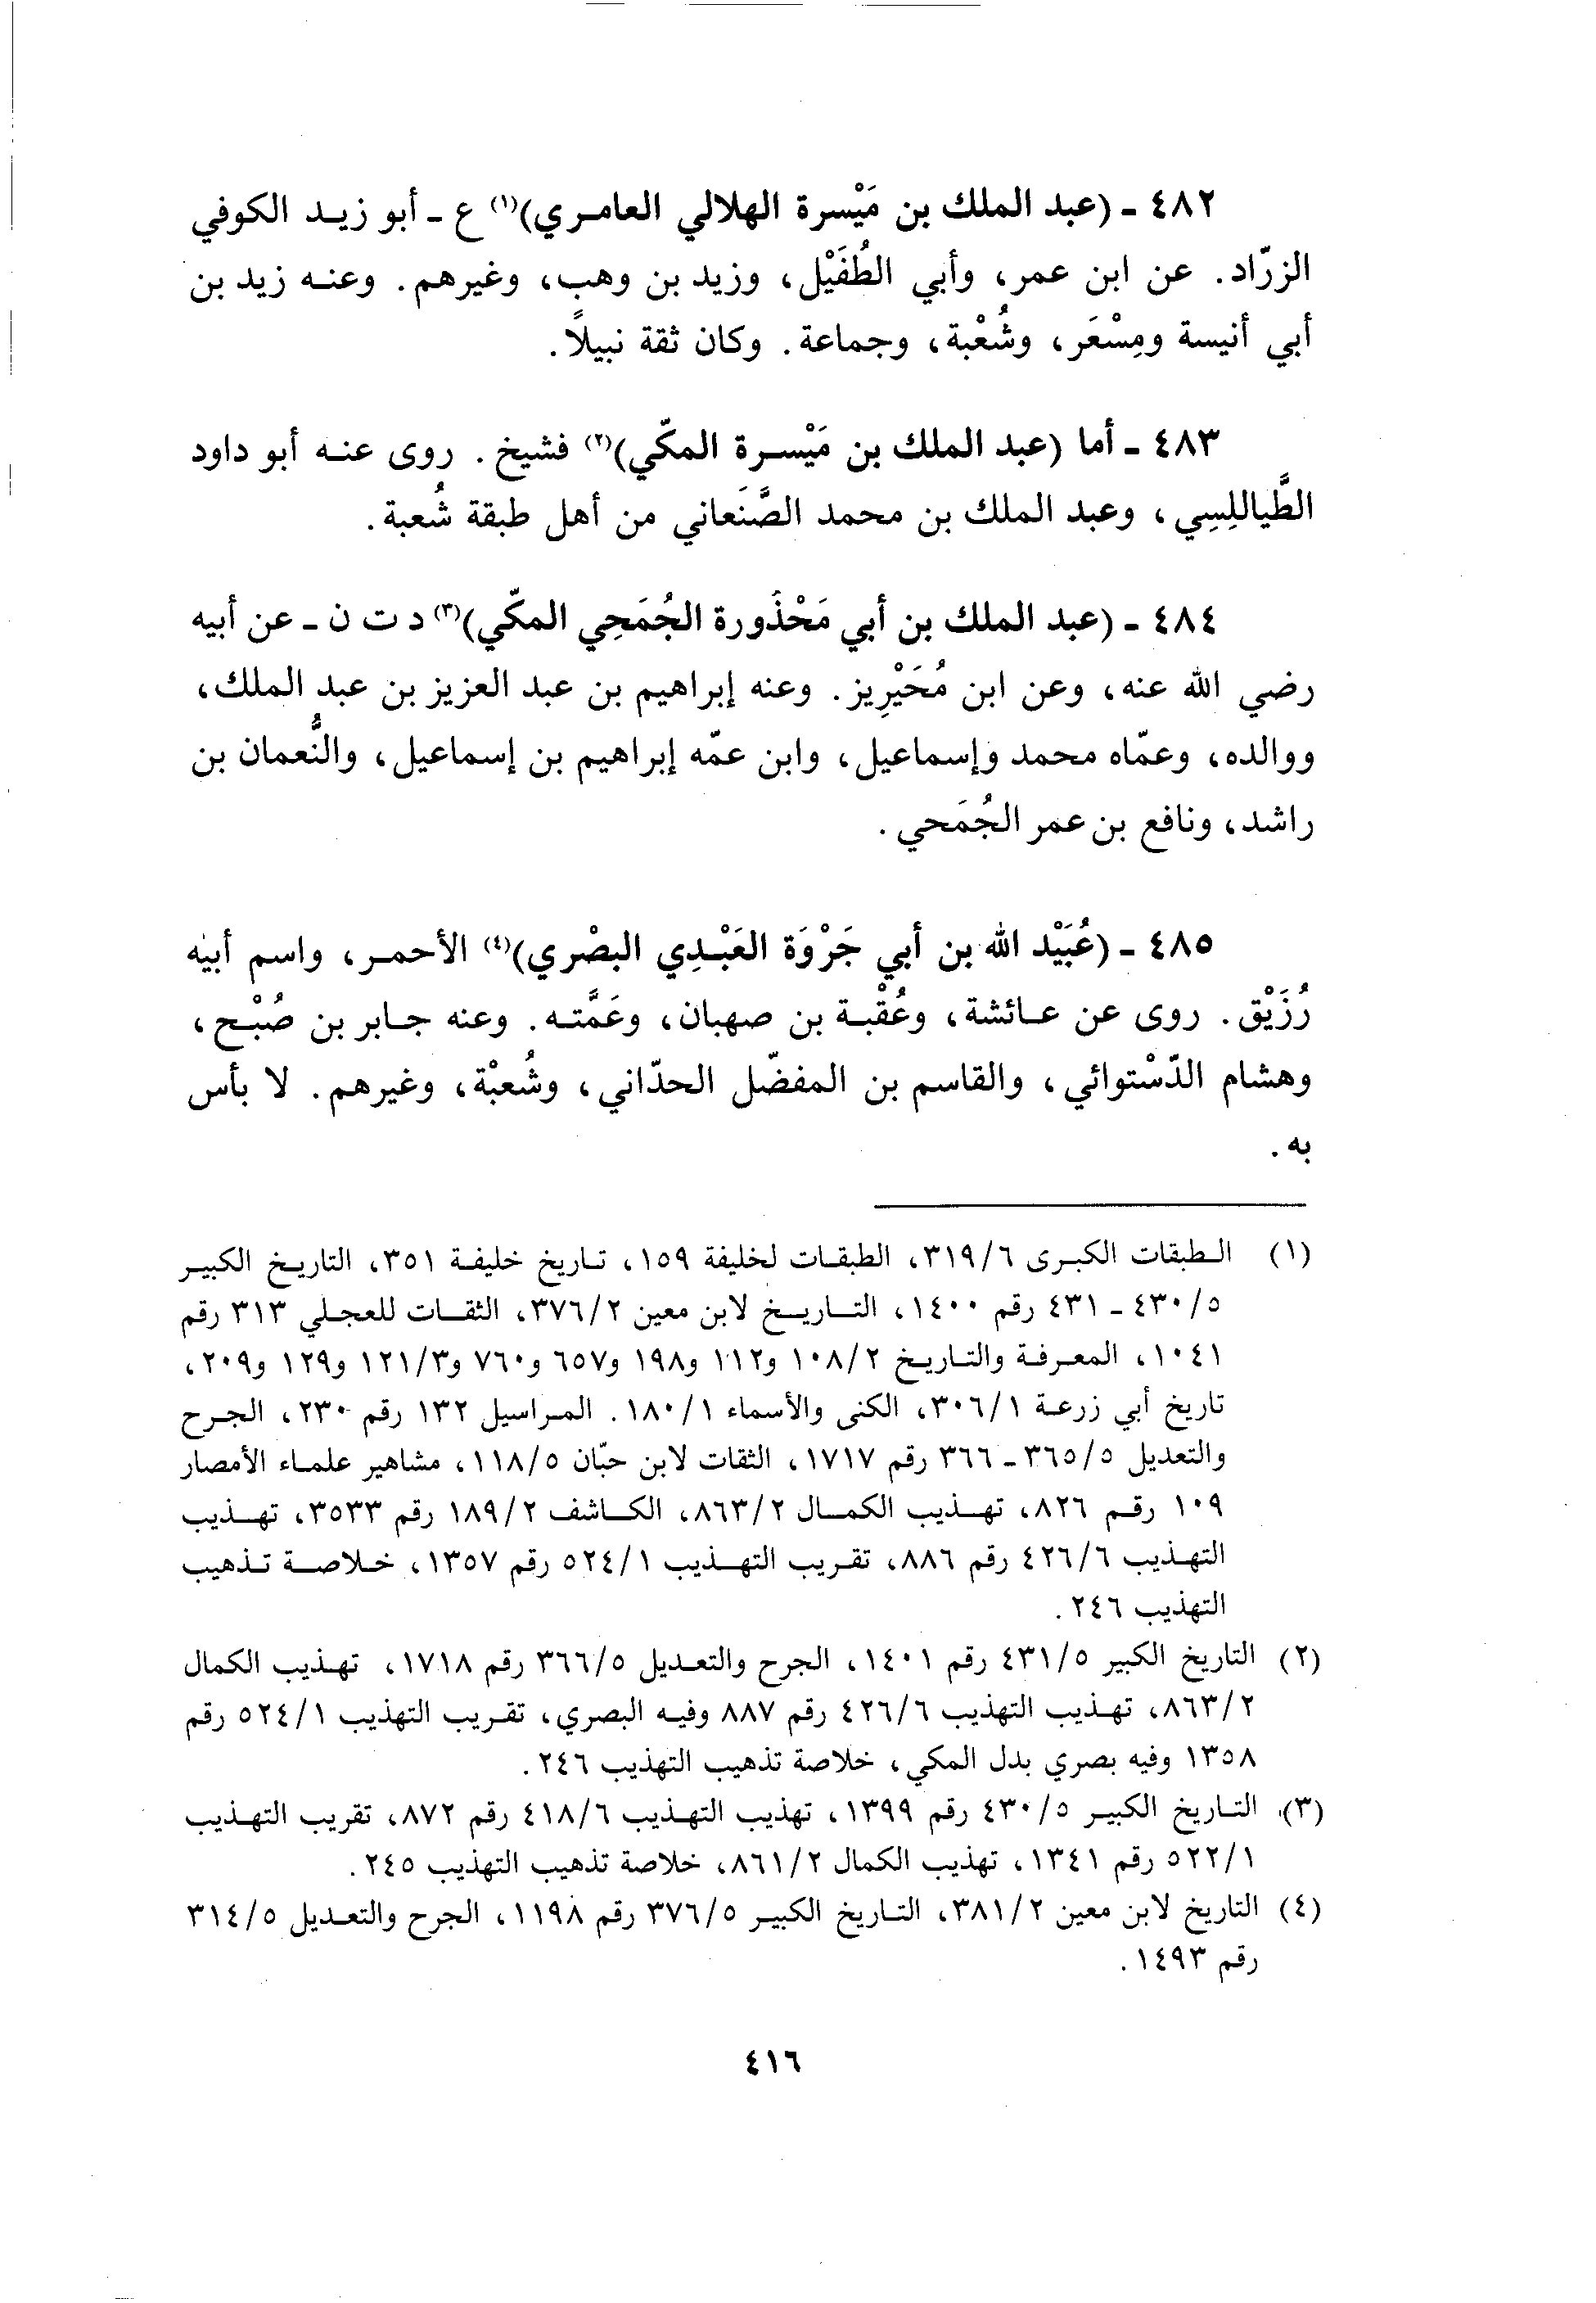 ٤٨٢ - (عبد الملك بن مَيْسرة الهلالي العامري)(١) ع - أبو زيد الكوفي
الزرّاد. عن ابن عمر، وأبي الطُفَيْل، وزيد بن وهب، وغيرهم. وعنه زيد بن
أبي أنيسة ومِسْعَر، وشُعْبة، وجماعة. وكان ثقة نبيلاً.
٤٨٣ - أما (عبد الملك بن مَيْسرة المكّي)(٢) فشيخ. روى عنه أبو داود
الطَّياللِسِي، وعبد الملك بن محمد الصَّنَعاني من أهل طبقة شُعبة.
٤٨٤ - (عبد الملك بن أبي مَحْذَورة الجُمَحِي المكّي)(٣) د ت ن - عن أبيه
رضي الله عنه، وعن ابن مُحَيْرِيز. وعنه إبراهيم بن عبد العزيز بن عبد الملك،
ووالده، وعمّاه محمد وإسماعيل، وابن عمّه إبراهيم بن إسماعيل، والنُّعمان بن
راشد، ونافع بن عمر الجُمَحي.
٤٨٥ - (عُبَيْد الله بن أبي جَرْوَة العَبْدِي البصْري)(٤) الأحمر، واسم أبيه
رُزَيْق. روى عن عائشة، وعُقْبة بن صهبان، وعَمَّته. وعنه جابر بن صُبْح،
وهشام الدّسْتوائي، والقاسم بن المفضّل الحدّاني، وشُعبْة، وغيرهم. لا بأس
به.
(١) الطبقات الكبرى ٣١٩/٦، الطبقات لخليفة ١٥٩، تاريخ خليفة ٣٥١، التاريخ الكبير
٤٣٠/٥ - ٤٣١ رقم ١٤٠٠، التاريخ لابن معين ٣٧٦/٢، الثقات للعجلي ٣١٣ رقم
١٠٤١، المعرفة والتاريخ ١٠٨/٢ و١١٢ و١٩٨ و٦٥٧ و٧٦٠ و١٢١/٣ و١٢٩ و٢٠٩،
تاريخ أبي زرعة ٣٠٦/١، الكنى والأسماء ١٨٠/١. المراسيل ١٣٢ رقم ٢٣٠، الجرح
والتعديل ٣٦٥/٥ - ٣٦٦ رقم ١٧١٧، الثقات لابن حبّان ١١٨/٥، مشاهير علماء الأمصار
١٠٩ رقم ٨٢٦، تهذيب الكمال ٨٦٣/٢، الكاشف ١٨٩/٢ رقم ٣٥٣٣، تهذيب
التهذيب ٤٢٦/٦ رقم ٨٨٦، تقريب التهذيب ٥٢٤/١ رقم ١٣٥٧، خلاصة تذهيب
التهذيب ٢٤٦.
(٢) التاريخ الكبير ٤٣١/٥ رقم ١٤٠١، الجرح والتعديل ٣٦٦/٥ رقم ١٧١٨، تهذيب الكمال
٨٦٣/٢، تهذيب التهذيب ٤٢٦/٦ رقم ٨٨٧ وفيه البصري، تقريب التهذيب ٥٢٤/١ رقم
١٣٥٨ وفيه بصري بدل المكي، خلاصة تذهيب التهذيب ٢٤٦.
(٣) التاريخ الكبير ٤٣٠/٥ رقم ١٣٩٩، تهذيب التهذيب ٤١٨/٦ رقم ٨٧٢، تقريب التهذيب
٥٢٢/١ رقم ١٣٤١، تهذيب الكمال ٨٦١/٢، خلاصة تذهيب التهذيب ٢٤٥.
(٤) التاريخ لابن معين ٣٨١/٢، التاريخ الكبير ٣٧٦/٥ رقم ١١٩٨، الجرح والتعديل ٣١٤/٥
رقم ١٤٩٣.
٤١٦